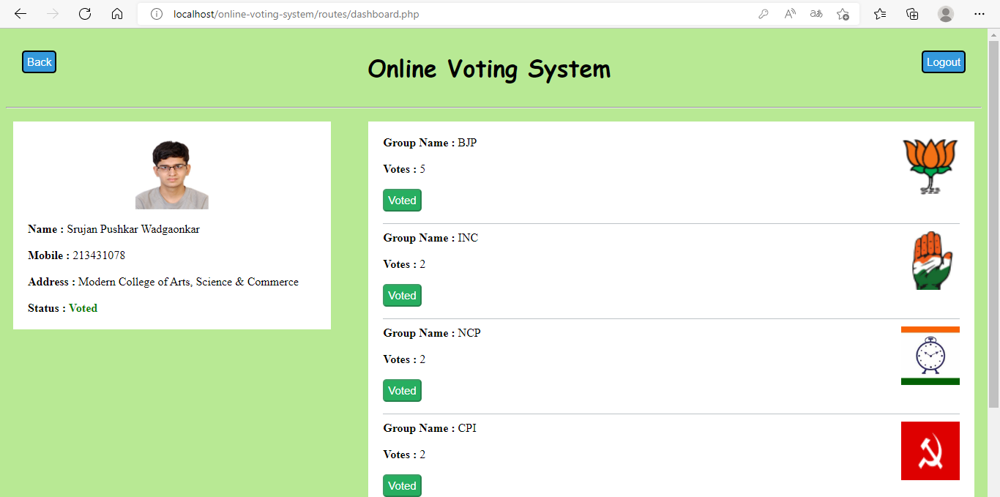 localhost/online-voting-system/routes/dashboard.php
Back
Online Voting System
Logout
Name : Srujan Pushkar Wadgaonkar
Mobile : 213431078
Address : Modern College of Arts, Science & Commerce
Status : Voted
Group Name : BJP
Votes : 5
Voted
Group Name : INC
Votes : 2
Voted
Group Name : NCP
Votes : 2
Voted
Group Name : CPI
Votes : 2
Voted